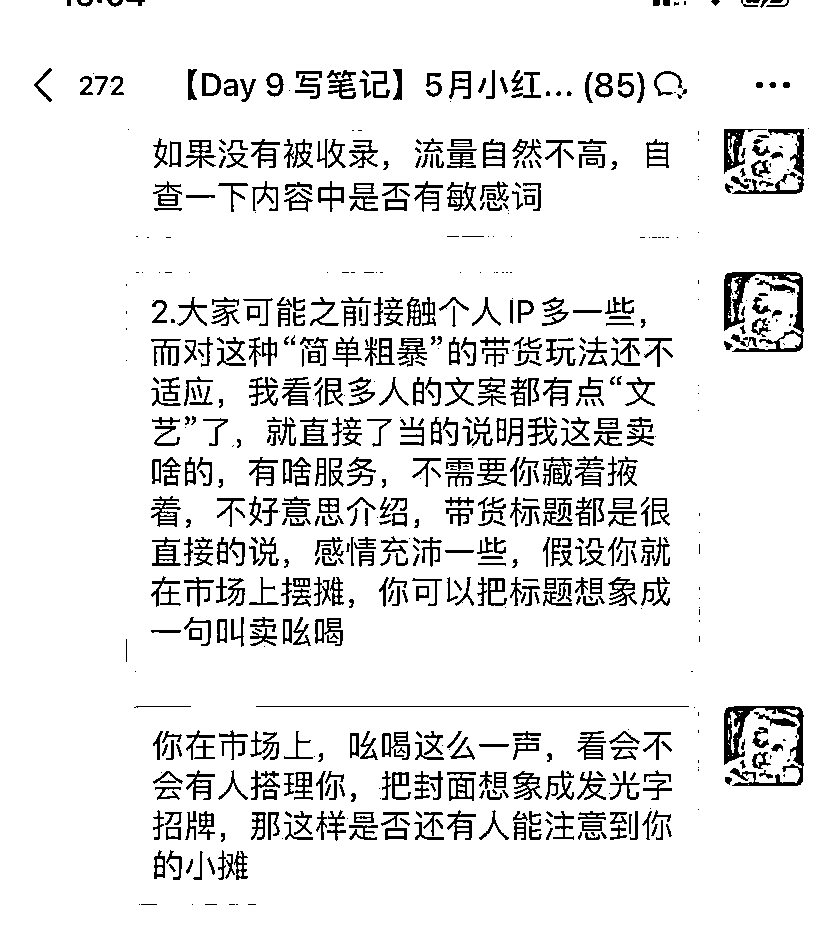 272 【Day 9 写笔记】5月小红... (85)
如果没有被收录，流量自然不高，自
查一下内容中是否有敏感词
2.大家可能之前接触个人IP多一些，
而对这种“简单粗暴”的带货玩法还不
适应，我看很多人的文案都有点“文
艺”了，就直接了当的说明我这是卖
啥的，有啥服务，不需要你藏着掖
着，不好意思介绍，带货标题都是很
直接的说，感情充沛一些，假设你就
在市场上摆摊，你可以把标题想象成
一句叫卖吆喝
你在市场上，吆喝这么一声，看会不
会有人搭理你，把封面想象成发光字
招牌，那这样是否还有人能注意到你
的小摊